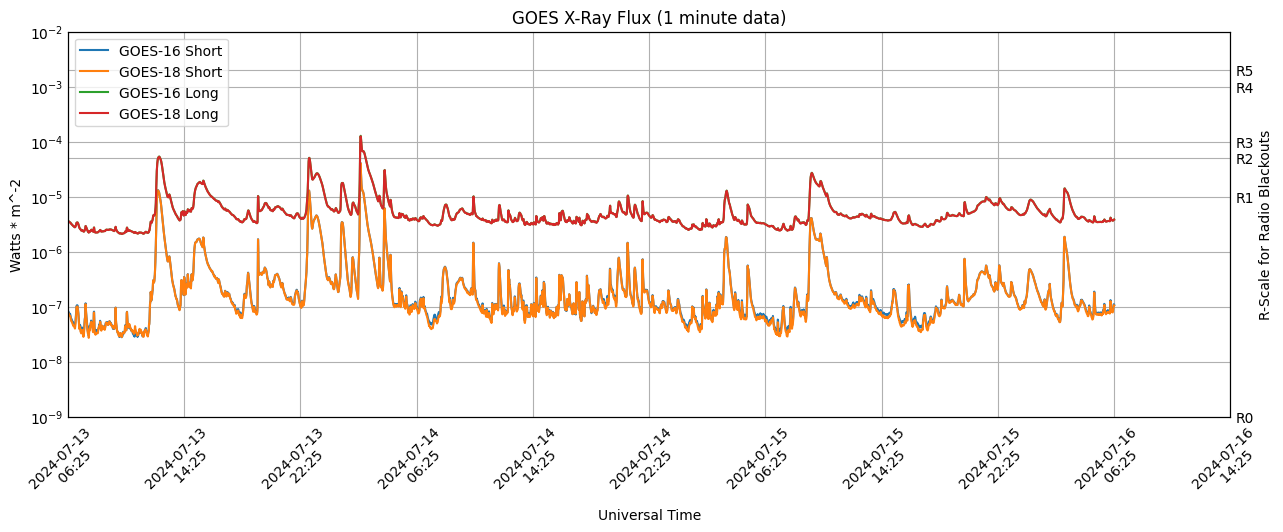 GOES X-Ray Flux (1 minute data)
GOES-16 Short
GOES-18 Short
GOES-16 Long
GOES-18 Long
10⁻²
10⁻³
10⁻⁴
10⁻⁵
10⁻⁶
10⁻⁷
10⁻⁸
10⁻⁹
Watts * m^-2
R5
R4
R3
R2
R1
R0
R-Scale for Radio Blackouts
2024-07-13
06:25
2024-07-13
14:25
2024-07-13
22:25
2024-07-14
06:25
2024-07-14
14:25
2024-07-14
22:25
2024-07-15
06:25
2024-07-15
14:25
2024-07-15
22:25
2024-07-16
06:25
2024-07-16
14:25
Universal Time